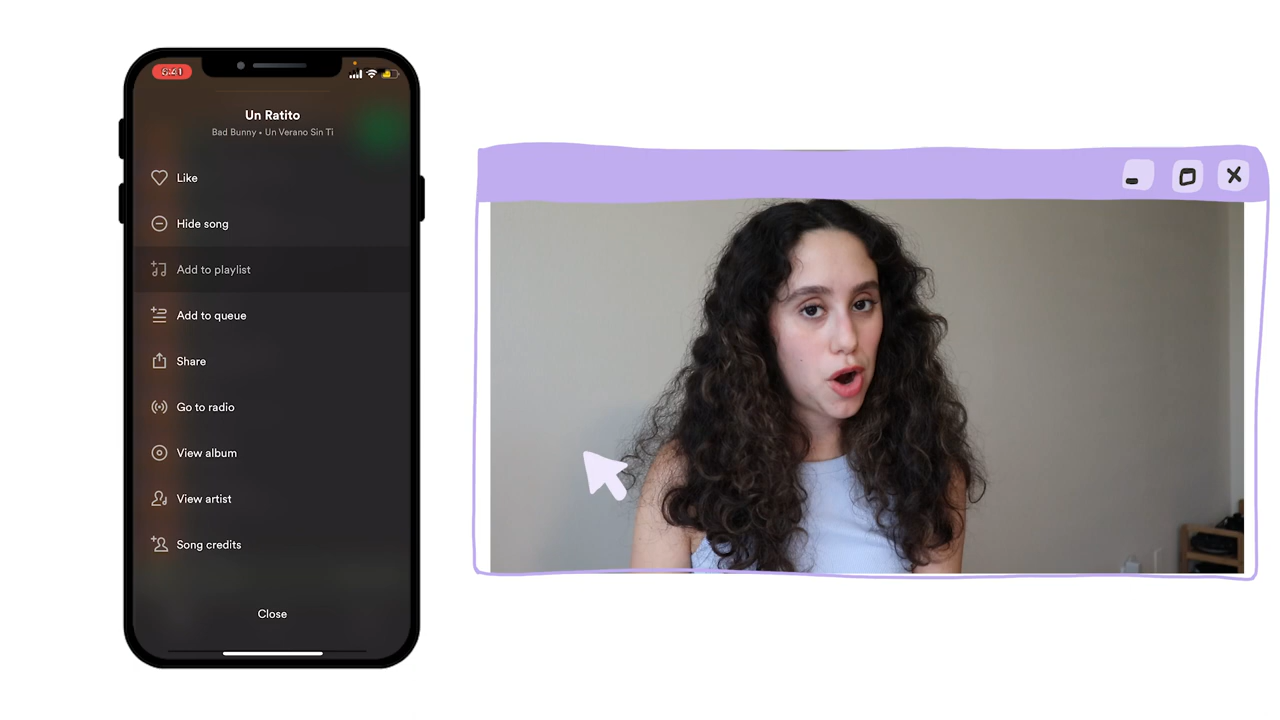 6:41
Un Ratito
Bad Bunny • Un Verano Sin Ti
Like
Hide song
Add to playlist
Add to queue
Share
Go to radio
View album
View artist
Song credits
Close